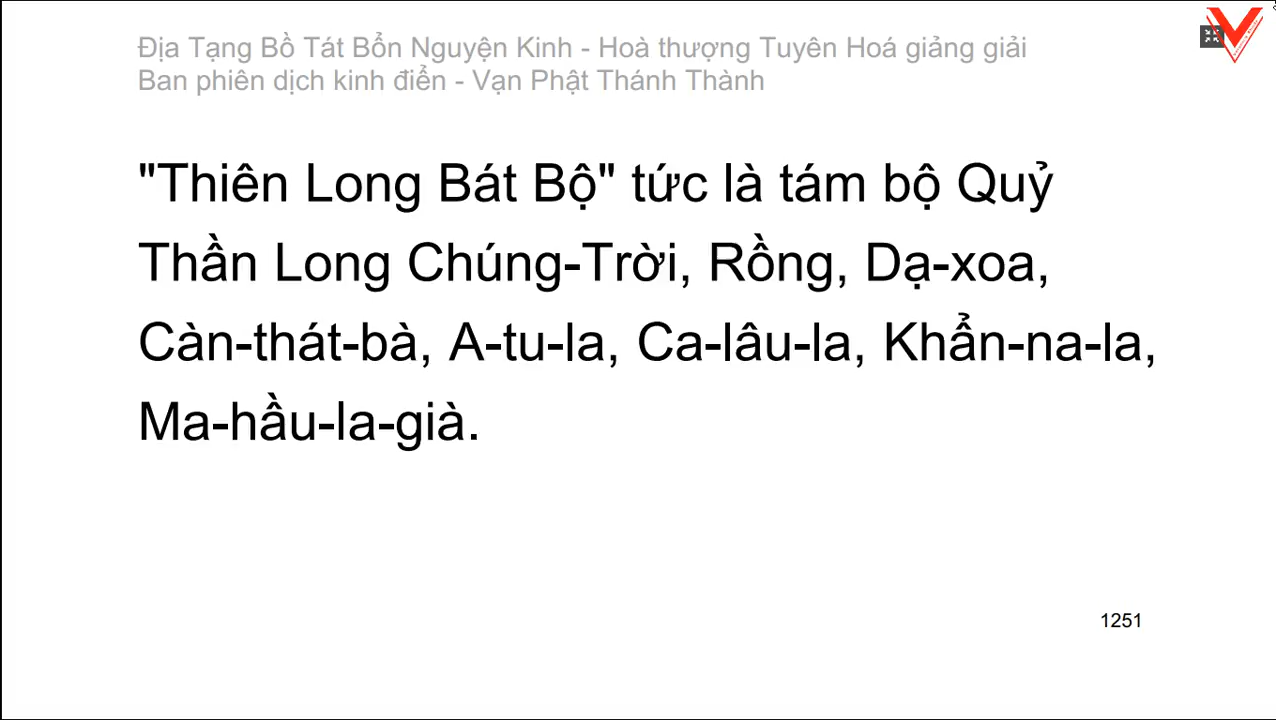 Địa Tạng Bồ Tát Bổn Nguyện Kinh - Hoà thượng Tuyên Hoá giảng giải
Ban phiên dịch kinh điển - Vạn Phật Thánh Thành
"Thiên Long Bát Bộ" tức là tám bộ Quỷ
Thần Long Chúng-Trời, Rồng, Dạ-xoa,
Càn-thát-bà, A-tu-la, Ca-lâu-la, Khẩn-na-la,
Ma-hầu-la-già.
1251